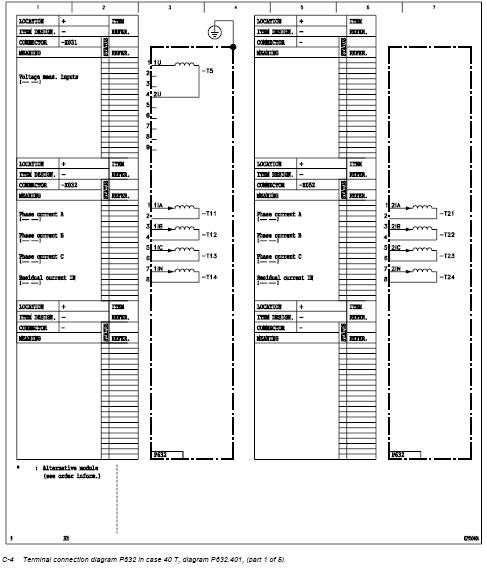 1 2 3 4 5 6 7
LOCATION + ITEM
ITEM DESIGN. - REFER.
CONNECTOR -X031
MEANING STATUS REFER.
Voltage meas. inputs
[-- --]
1 1U
2
3
4 2U
5
6
7
8
9
-T5
LOCATION + ITEM
ITEM DESIGN. - REFER.
CONNECTOR -X032
MEANING STATUS REFER.
Phase current A
[-- --]
Phase current B
[-- --]
Phase current C
[-- --]
Residual current IN
[-- --]
1 1IA
2 -T11
3 1IB
4 -T12
5 1IC
6 -T13
7 1IN
8 -T14
LOCATION + ITEM
ITEM DESIGN. - REFER.
CONNECTOR -
MEANING STATUS REFER.
P632
LOCATION + ITEM
ITEM DESIGN. - REFER.
CONNECTOR -
MEANING STATUS REFER.
LOCATION + ITEM
ITEM DESIGN. - REFER.
CONNECTOR -X052
MEANING STATUS REFER.
Phase current A
[-- --]
Phase current B
[-- --]
Phase current C
[-- --]
Residual current IN
[-- --]
1 2IA
2 -T21
3 2IB
4 -T22
5 2IC
6 -T23
7 2IN
8 -T24
LOCATION + ITEM
ITEM DESIGN. - REFER.
CONNECTOR -
MEANING STATUS REFER.
P632
* : Alternative module
(see order inform.)
C-4 Terminal connection diagram P632 in case 40 T, diagram P632.401, (part 1 of 5)